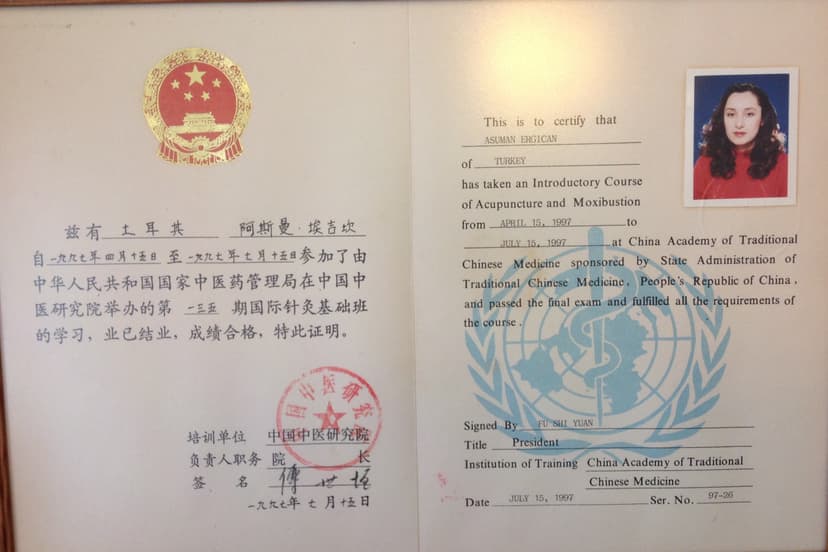 兹有 土耳其 阿斯曼·埃吉坎
自一九九七年四月十五日至一九九七年七月十五日参加了由
中华人民共和国国家中医药管理局在中国中
医研究院举办的第 一三五 期国际针灸基础班
的学习，业已结业，成绩合格，特此证明。
中国中医研究院
培训单位 中国中医研究院
负责人职务 院 长
签 名 傅世垣
一九九七年七月十五日
This is to certify that
ASUMAN ERGICAN
of TURKEY
has taken an Introductory Course
of Acupuncture and Moxibustion
from APRIL 15, 1997 to
JULY 15, 1997 at China Academy of Traditional
Chinese Medicine sponsored by State Administration of
Traditional Chinese Medicine, People's Republic of China,
and passed the final exam and fulfilled all the requirements of
the course.
Signed By FU SHI YUAN
Title President
Institution of Training China Academy of Traditional
Chinese Medicine
Date JULY 15, 1997 Ser. No. 97-26